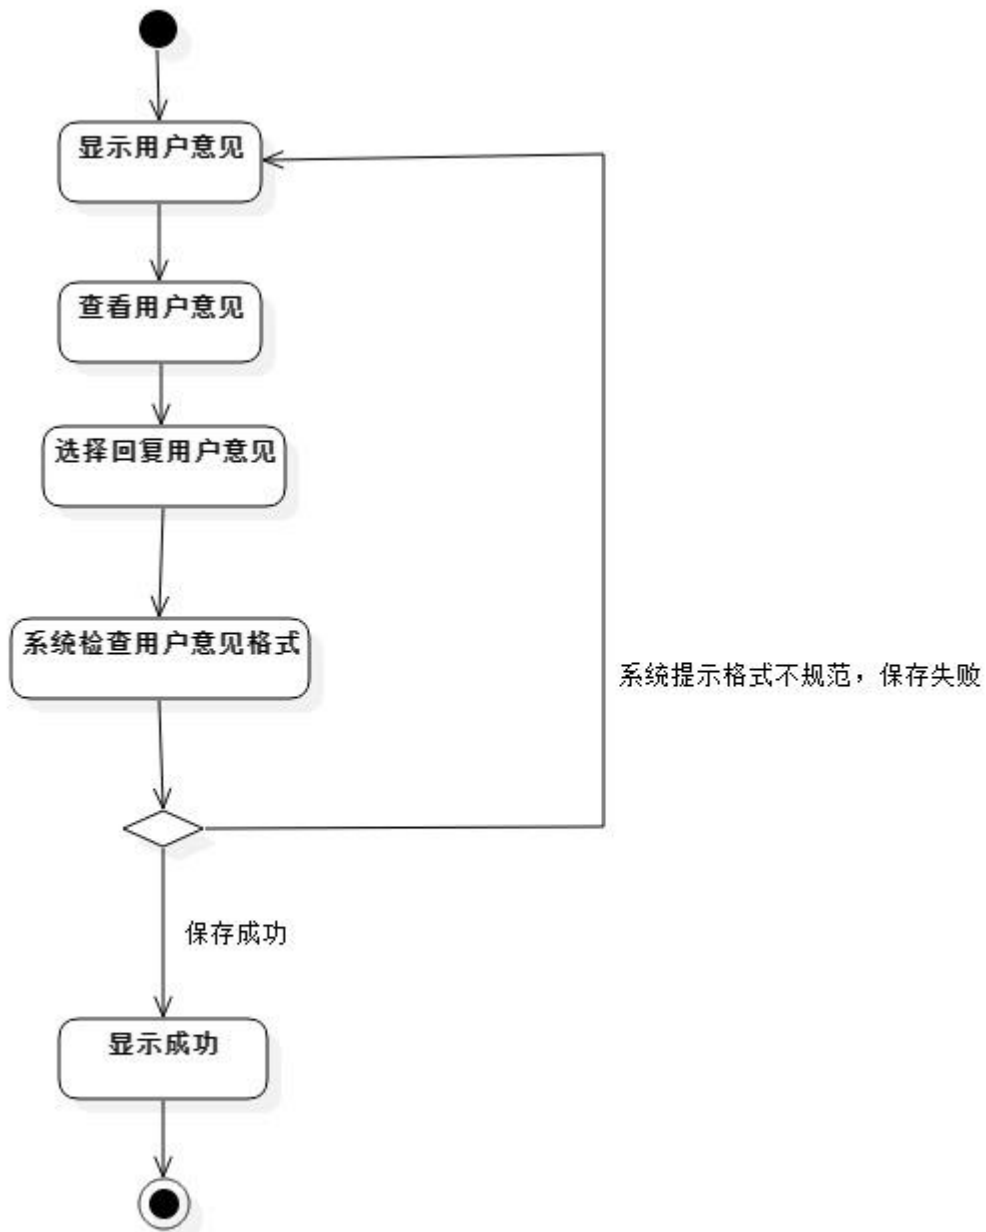 显示用户意见
查看用户意见
选择回复用户意见
系统检查用户意见格式
系统提示格式不规范，保存失败
保存成功
显示成功